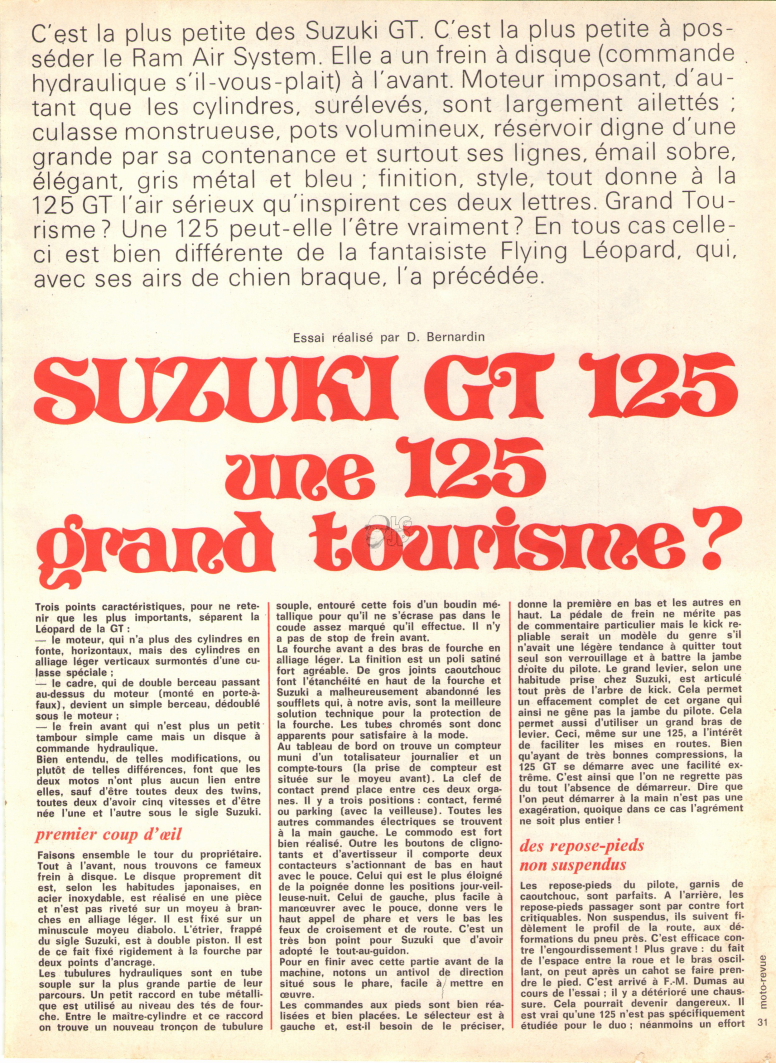 C'est la plus petite des Suzuki GT. C'est la plus petite à pos-
séder le Ram Air System. Elle a un frein à disque (commande
hydraulique s'il-vous-plait) à l'avant. Moteur imposant, d'au-
tant que les cylindres, surélevés, sont largement ailettés ;
culasse monstrueuse, pots volumineux, réservoir digne d'une
grande par sa contenance et surtout ses lignes, émail sobre,
élégant, gris métal et bleu ; finition, style, tout donne à la
125 GT l'air sérieux qu'inspirent ces deux lettres. Grand Tou-
risme ? Une 125 peut-elle l'être vraiment ? En tous cas celle-
ci est bien différente de la fantaisiste Flying Léopard, qui,
avec ses airs de chien braque, l'a précédée.
Essai réalisé par D. Bernardin
SUZUKI GT 125
une 125
grand tourisme ?
Trois points caractéristiques, pour ne rete-
nir que les plus importants, séparent la
Léopard de la GT :
— le moteur, qui n'a plus des cylindres en
fonte, horizontaux, mais des cylindres en
alliage léger verticaux surmontés d'une cu-
lasse spéciale ;
— le cadre, qui de double berceau passant
au-dessus du moteur (monté en porte-à-
faux), devient un simple berceau, dédoublé
sous le moteur ;
— le frein avant qui n'est plus un petit
tambour simple came mais un disque à
commande hydraulique.
Bien entendu, de telles modifications, ou
plutôt de telles différences, font que les
deux motos n'ont plus aucun lien entre
elles, sauf d'être toutes deux des twins,
toutes deux d'avoir cinq vitesses et d'être
née l'une et l'autre sous le sigle Suzuki.
premier coup d'œil
Faisons ensemble le tour du propriétaire.
Tout à l'avant, nous trouvons ce fameux
frein à disque. Le disque proprement dit
est, selon les habitudes japonaises, en
acier inoxydable, est réalisé en une pièce
et n'est pas riveté sur un moyeu à bran-
ches en alliage léger. Il est fixé sur un
minuscule moyeu diabolo. L'étrier, frappé
du sigle Suzuki, est à double piston. Il est
de ce fait fixé rigidement à la fourche par
deux points d'ancrage.
Les tubulures hydrauliques sont en tube
souple sur la plus grande partie de leur
parcours. Un petit raccord en tube métalli-
que est utilisé au niveau des tés de four-
che. Entre le maître-cylindre et ce raccord
on trouve un nouveau tronçon de tubulure
souple, entouré cette fois d'un boudin mé-
tallique pour qu'il ne s'écrase pas dans le
coude assez marqué qu'il effectue. Il n'y
a pas de stop de frein avant.
La fourche avant a des bras de fourche en
alliage léger. La finition est un poli satiné
fort agréable. De gros joints caoutchouc
font l'étanchéité en haut de la fourche et
Suzuki a malheureusement abandonné les
soufflets qui, à notre avis, sont la meilleure
solution technique pour la protection de
la fourche. Les tubes chromés sont donc
apparents pour satisfaire à la mode.
Au tableau de bord on trouve un compteur
muni d'un totalisateur journalier et un
compte-tours (la prise de compteur est
située sur le moyeu avant). La clef de
contact prend place entre ces deux orga-
nes. Il y a trois positions : contact, fermé
ou parking (avec la veilleuse). Toutes les
autres commandes électriques se trouvent
à la main gauche. Le commodo est fort
bien réalisé. Outre les boutons de cligno-
tants et d'avertisseur il comporte deux
contacteurs s'actionnant de bas en haut
avec le pouce. Celui qui est le plus éloigné
de la poignée donne les positions jour-veil-
leuse-nuit. Celui de gauche, plus facile à
manœuvrer avec le pouce, donne vers le
haut appel de phare et vers le bas les
feux de croisement et de route. C'est un
très bon point pour Suzuki que d'avoir
adopté le tout-au-guidon.
Pour en finir avec cette partie avant de la
machine, notons un antivol de direction
situé sous le phare, facile à mettre en
œuvre.
Les commandes aux pieds sont bien réa-
lisées et bien placées. Le sélecteur est à
gauche et, est-il besoin de le préciser,
donne la première en bas et les autres en
haut. La pédale de frein ne mérite pas
de commentaire particulier mais le kick re-
pliable serait un modèle du genre s'il
n'avait une légère tendance à quitter tout
seul son verrouillage et à battre la jambe
droite du pilote. Le grand levier, selon une
habitude prise chez Suzuki, est articulé
tout près de l'arbre de kick. Cela permet
un effacement complet de cet organe qui
ainsi ne gêne pas la jambe du pilote. Cela
permet aussi d'utiliser un grand bras de
levier. Ceci, même sur une 125, a l'intérêt
de faciliter les mises en routes. Bien
qu'ayant de très bonnes compressions, la
125 GT se démarre avec une facilité ex-
trême. C'est ainsi que l'on ne regrette pas
du tout l'absence de démarreur. Dire que
l'on peut démarrer à la main n'est pas une
exagération, quoique dans ce cas l'agrément
ne soit plus entier !
des repose-pieds
non suspendus
Les repose-pieds du pilote, garnis de
caoutchouc, sont parfaits. A l'arrière, les
repose-pieds passager sont par contre fort
critiquables. Non suspendus, ils suivent fi-
dèlement le profil de la route, aux dé-
formations du pneu près. C'est efficace con-
tre l'engourdissement ! Plus grave : du fait
de l'espace entre la roue et le bras oscil-
lant, on peut après un cahot se faire pren-
dre le pied. C'est arrivé à F.-M. Dumas au
cours de l'essai ; il y a détérioré une chaus-
sure. Cela pourrait devenir dangereux. Il
est vrai qu'une 125 n'est pas spécifiquement
étudiée pour le duo ; néanmoins un effort
moto-revue
31